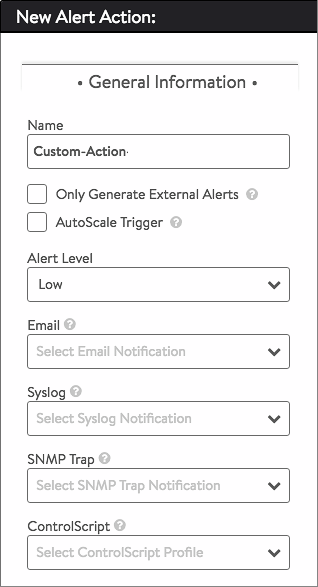 New Alert Action:
• General Information •
Name
Custom-Action
Only Generate External Alerts ?
AutoScale Trigger ?
Alert Level
Low
Email ?
Select Email Notification
Syslog ?
Select Syslog Notification
SNMP Trap ?
Select SNMP Trap Notification
ControlScript ?
Select ControlScript Profile